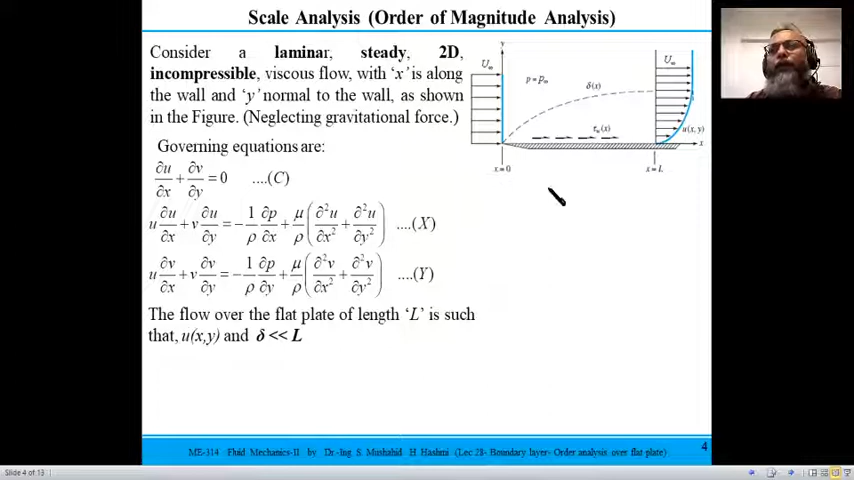 Scale Analysis (Order of Magnitude Analysis)
Consider a laminar, steady, 2D,
incompressible, viscous flow, with 'x' is along
the wall and 'y' normal to the wall, as shown
in the Figure. (Neglecting gravitational force.)
y
U∞
p = p∞
δ(x)
τw(x)
U∞
u(x, y)
x
x = 0
x = L
Governing equations are:
∂u/∂x + ∂v/∂y = 0 ....(C)
u ∂u/∂x + v ∂u/∂y = − 1/ρ ∂p/∂x + μ/ρ (∂²u/∂x² + ∂²u/∂y²) ....(X)
u ∂v/∂x + v ∂v/∂y = − 1/ρ ∂p/∂y + μ/ρ (∂²v/∂x² + ∂²v/∂y²) ....(Y)
The flow over the flat plate of length 'L' is such
that, u(x,y) and δ << L
ME-314 Fluid Mechanics-II by Dr.-Ing S. Mushahid H Hashmi (Lec 28- Boundary layer- Order analysis over flat plate)
4
Slide 4 of 13